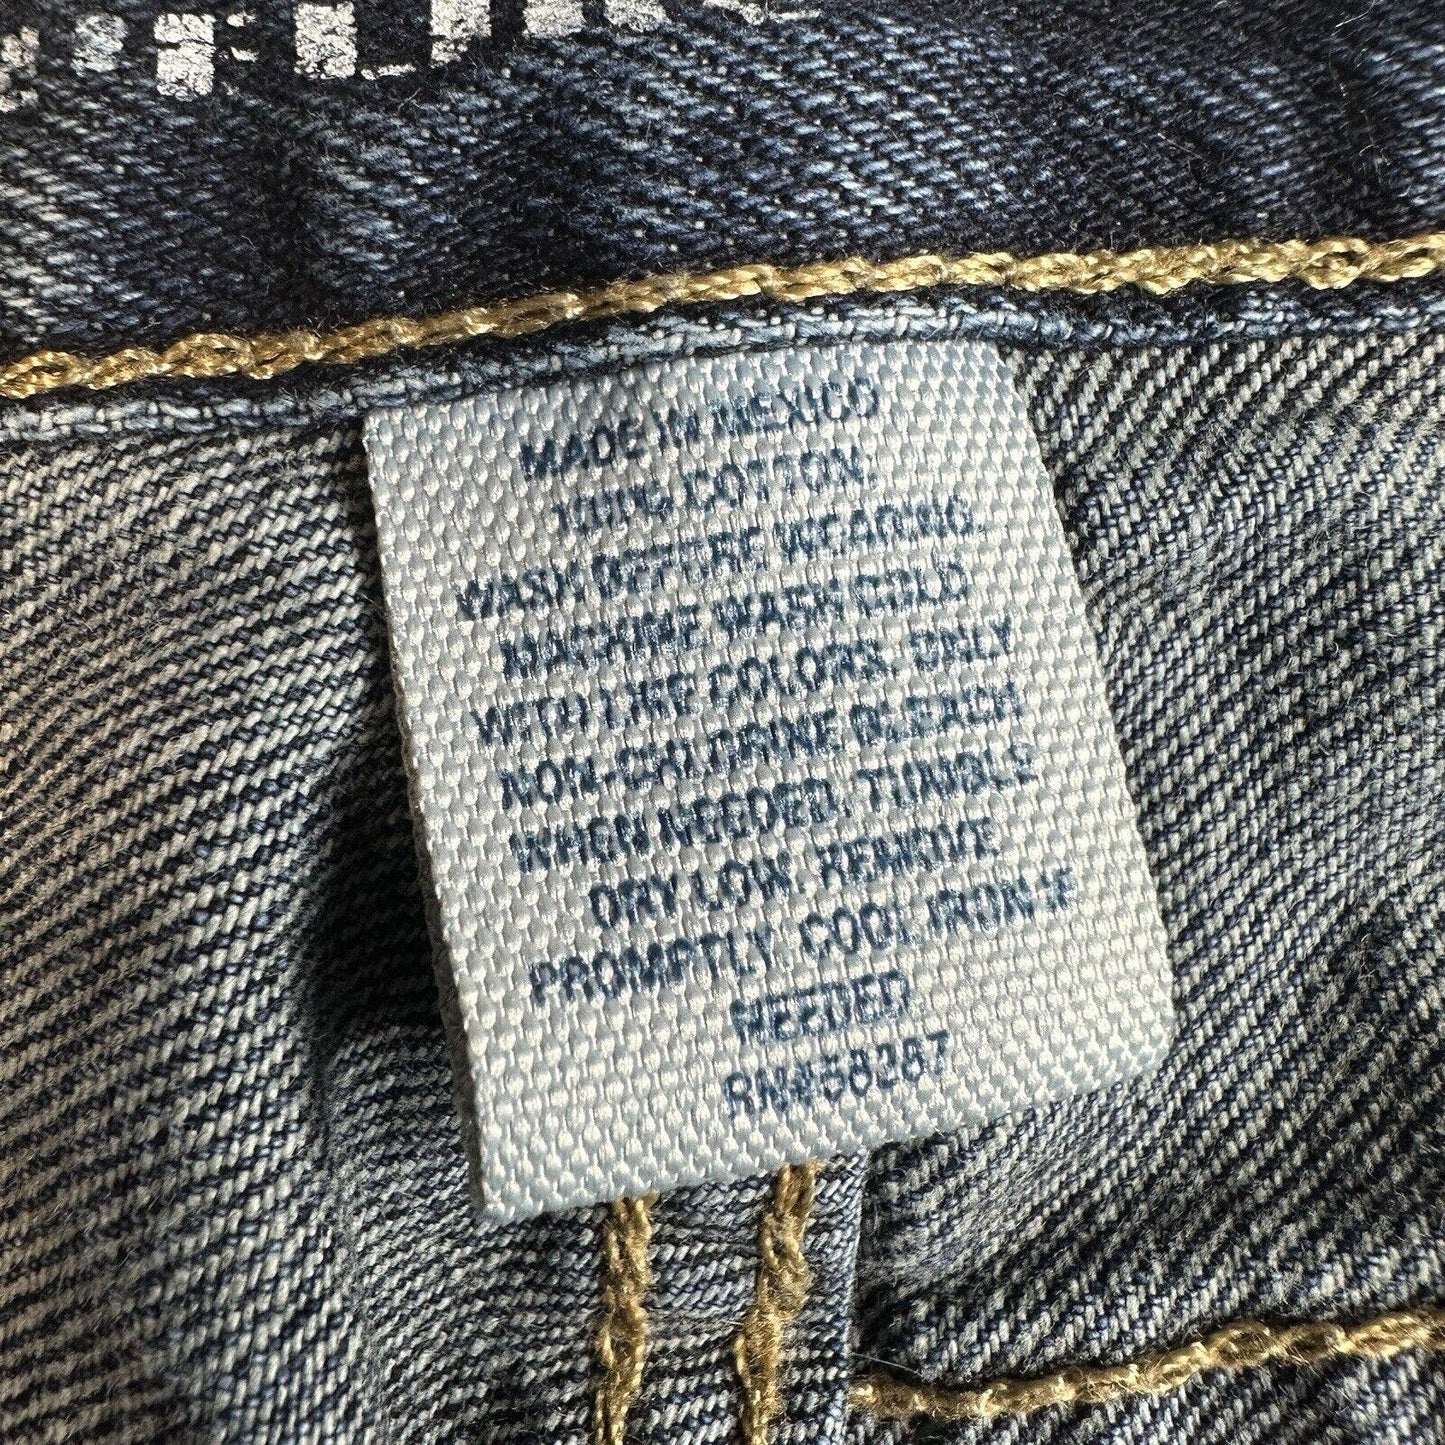 MADE IN MEXICO
100% COTTON
WASH BEFORE WEARING
MACHINE WASH COLD
WITH LIKE COLORS. ONLY
NON-CHLORINE BLEACH
WHEN NEEDED. TUMBLE
DRY LOW. REMOVE
PROMPTLY. COOL IRON IF
NEEDED
RN#58287